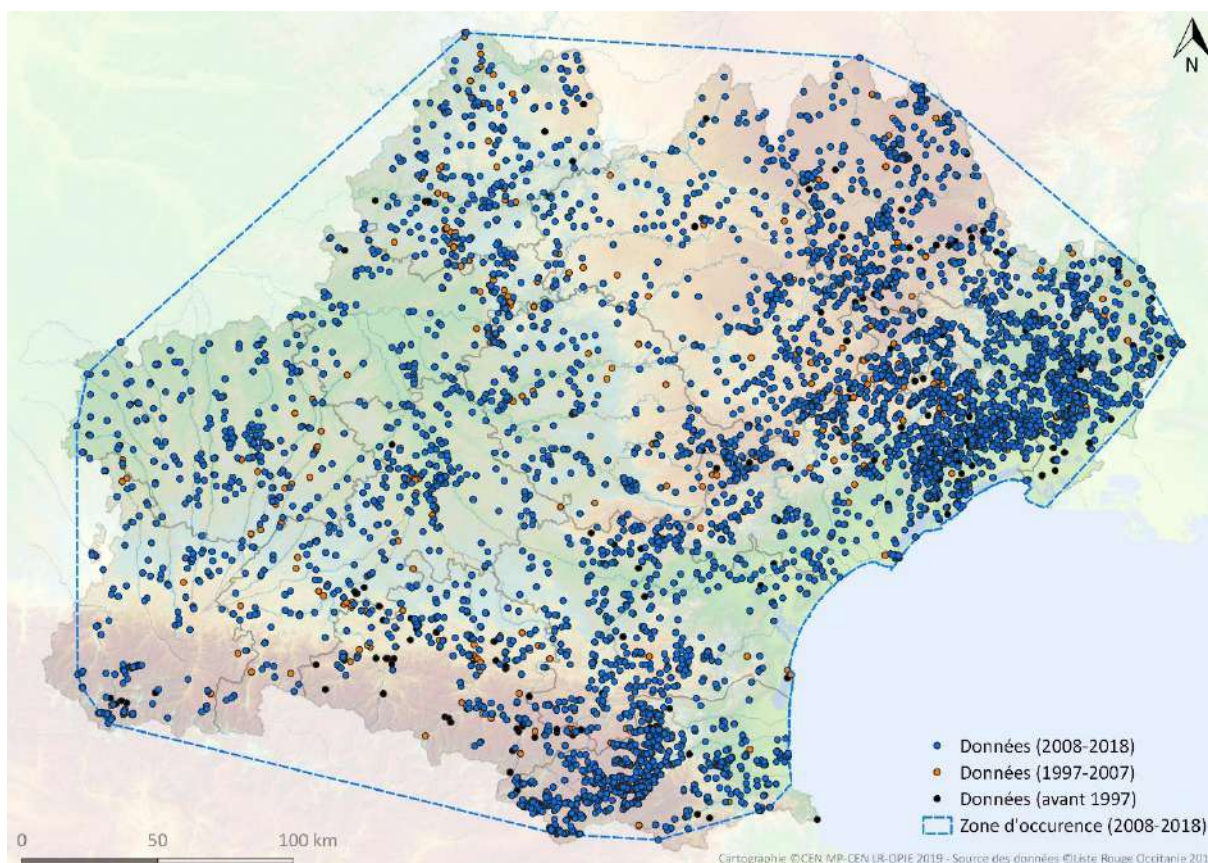 N
Données (2008-2018)
Données (1997-2007)
Données (avant 1997)
Zone d'occurence (2008-2018)
0 50 100 km
Cartographie ©CEN MP-CEN LR-OPIE 2019 - Source des données ©Liste Rouge Occitanie 201